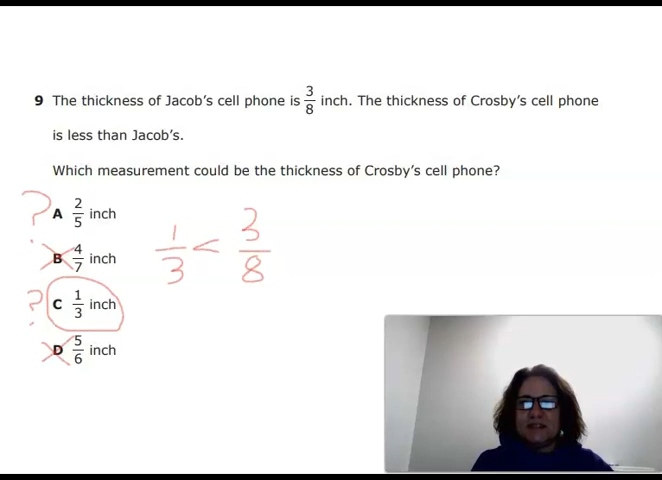 9 The thickness of Jacob's cell phone is 3/8 inch. The thickness of Crosby's cell phone
is less than Jacob's.
Which measurement could be the thickness of Crosby's cell phone?
? A 2/5 inch
B 4/7 inch
1/3 < 3/8
? C 1/3 inch
D 5/6 inch